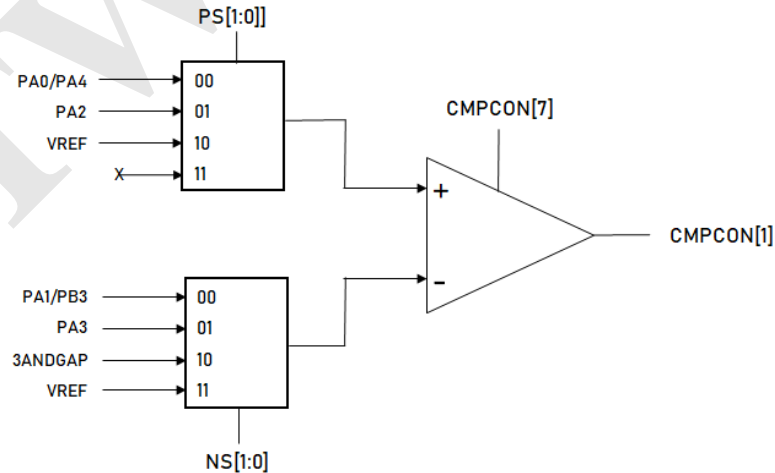 PS[1:0]]
PA0/PA4
00
PA2
01
VREF
10
X
11
CMPCON[7]
+
-
CMPCON[1]
PA1/PB3
00
PA3
01
3ANDGAP
10
VREF
11
NS[1:0]